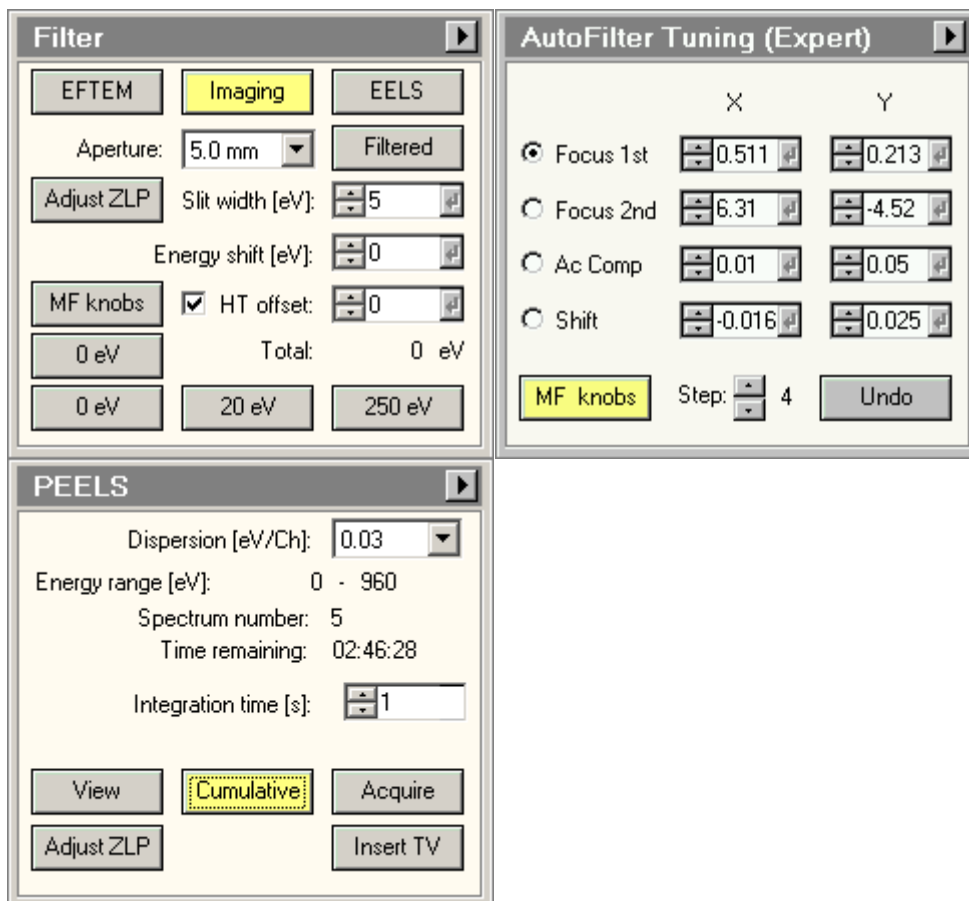 Filter
EFTEM Imaging EELS
Aperture: 5.0 mm Filtered
Adjust ZLP Slit width [eV]: 5
Energy shift [eV]: 0
MF knobs HT offset: 0
0 eV Total: 0 eV
0 eV 20 eV 250 eV
AutoFilter Tuning (Expert)
X Y
Focus 1st 0.511 0.213
Focus 2nd 6.31 -4.52
Ac Comp 0.01 0.05
Shift -0.016 0.025
MF knobs Step: 4 Undo
PEELS
Dispersion [eV/Ch]: 0.03
Energy range [eV]: 0 - 960
Spectrum number: 5
Time remaining: 02:46:28
Integration time [s]: 1
View Cumulative Acquire
Adjust ZLP Insert TV